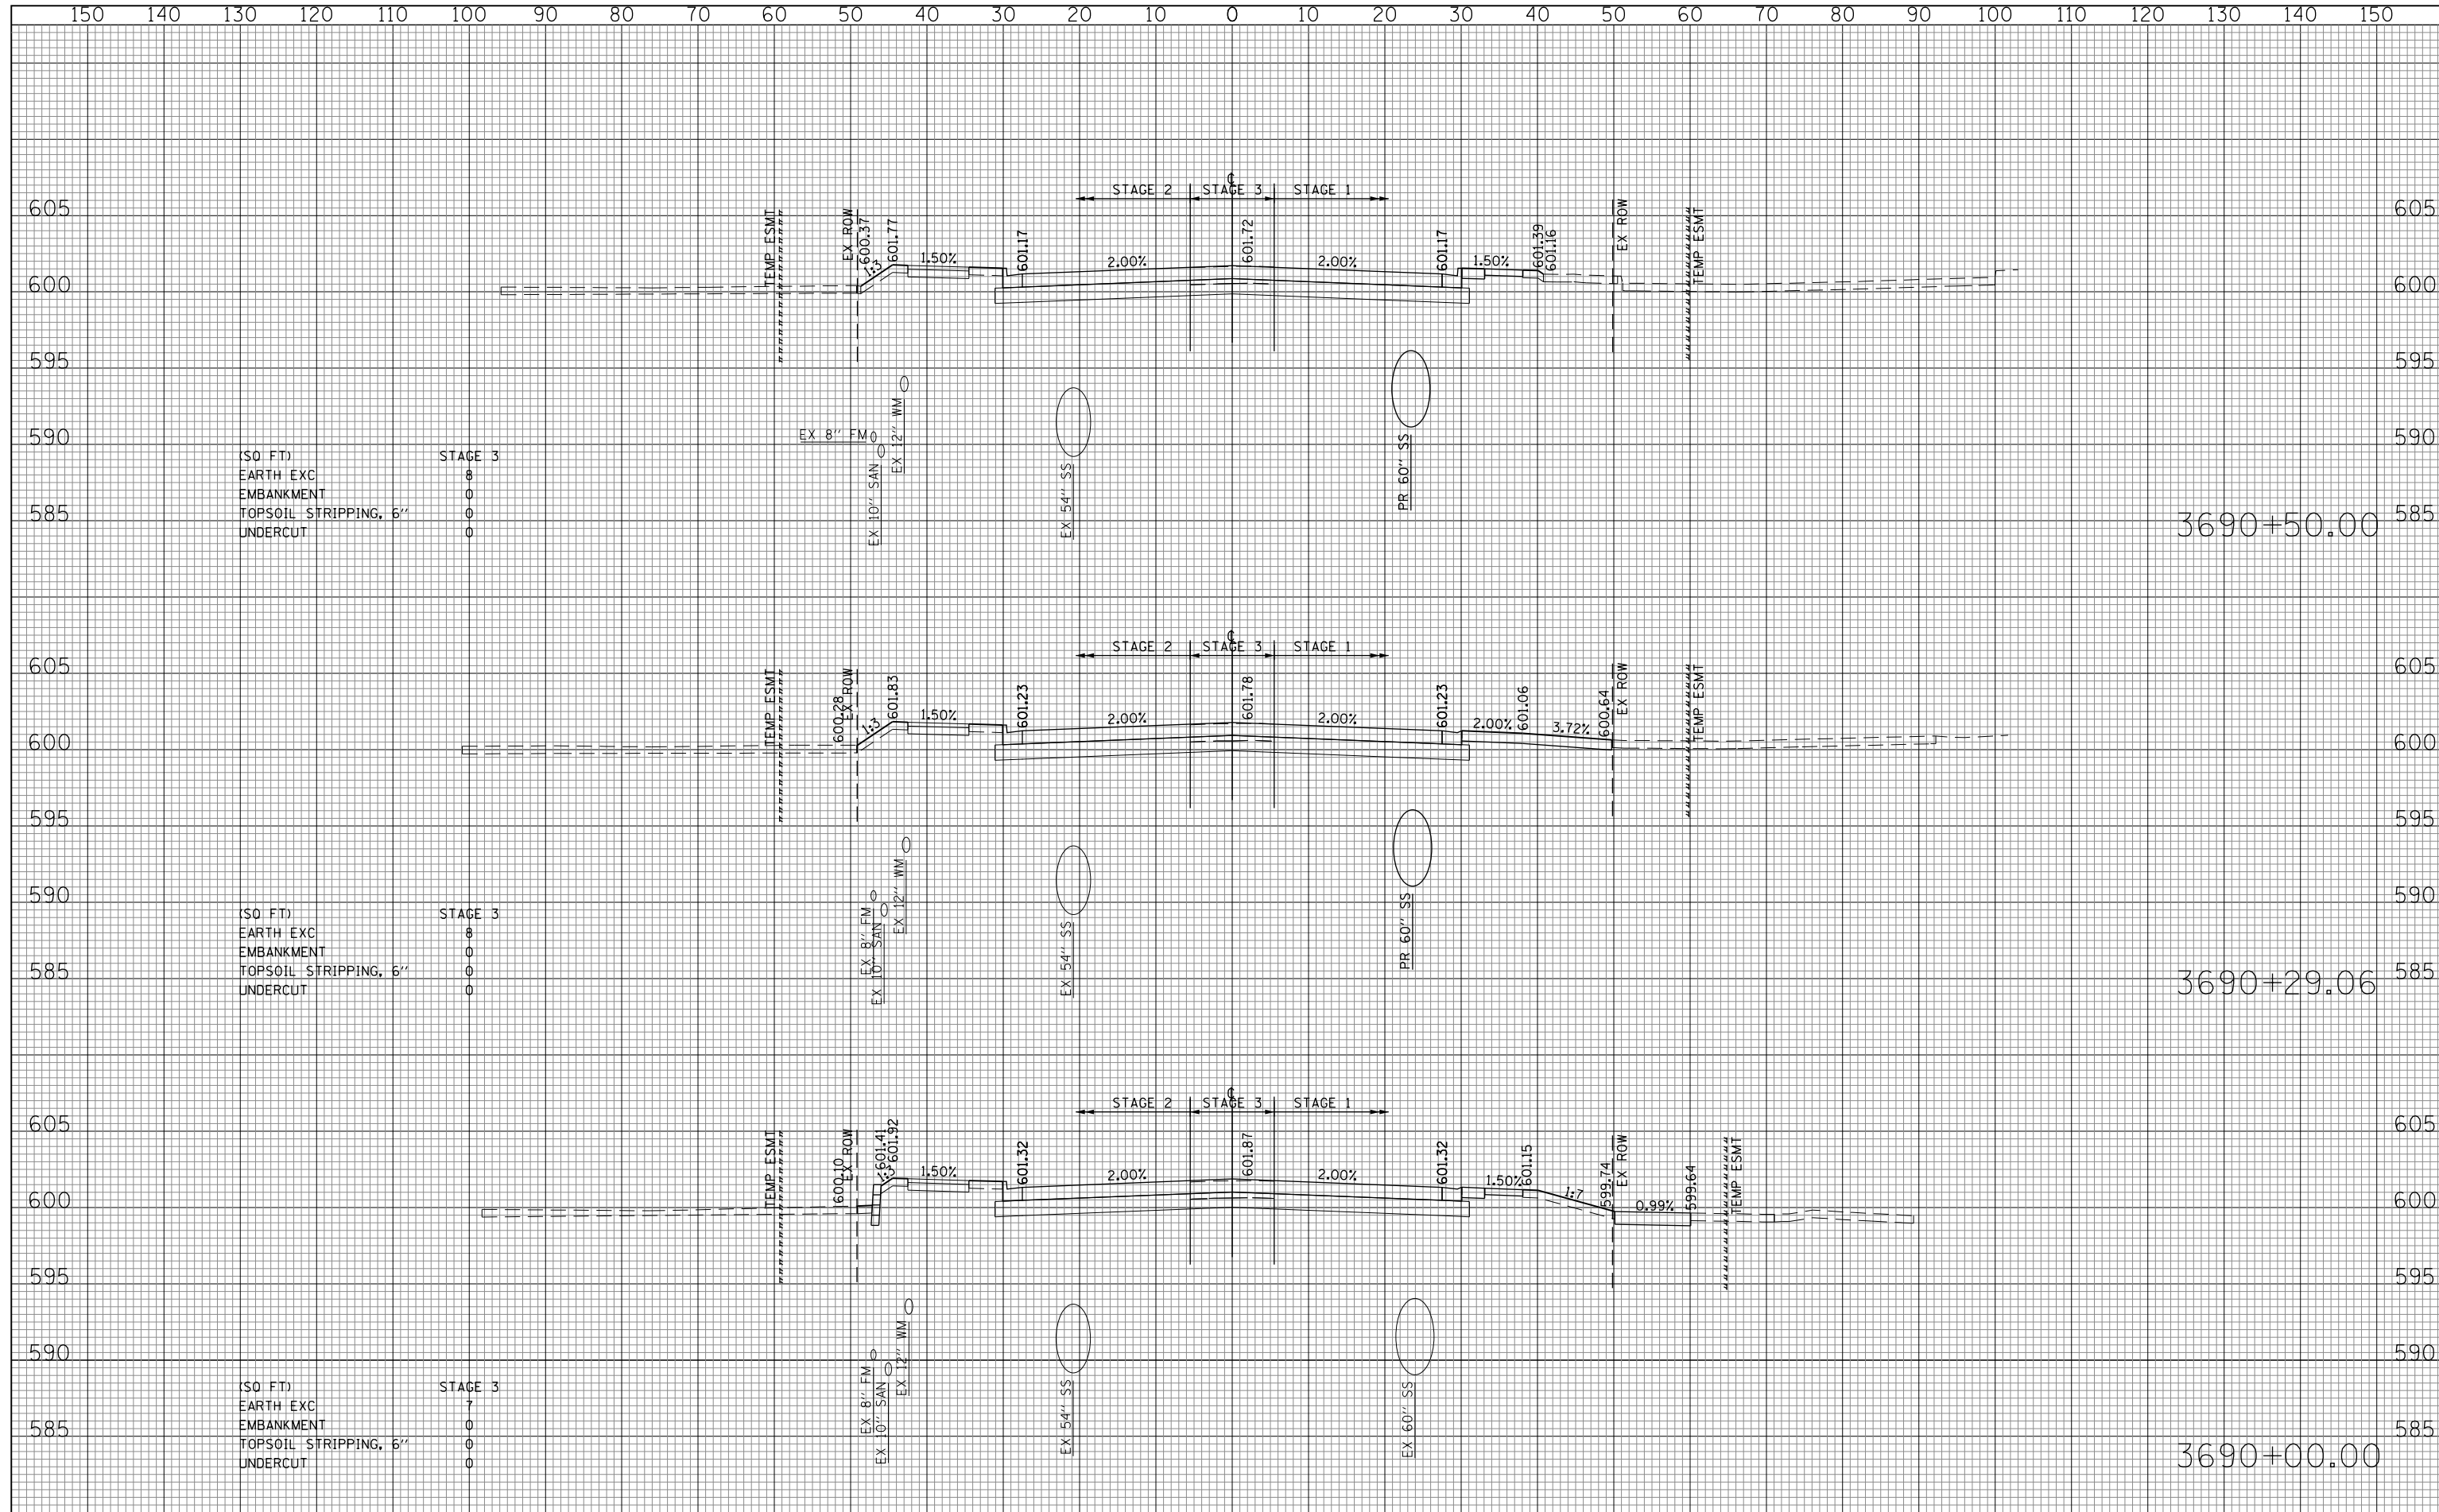 150 140 130 120 110 100 90 80 70 60 50 40 30 20 10 0 10 20 30 40 50 60 70 80 90 100 110 120 130 140 150
℄
STAGE 2 STAGE 3 STAGE 1
605 605
TEMP ESMT
EX ROW
600.37
601.77
1:3
1.50%
601.17
2.00%
601.72
2.00%
601.17
1.50%
601.39
601.16
EX ROW
TEMP ESMT
600 600
595 595
590 590
EX 8'' FM
EX 10'' SAN
EX 12'' WM
EX 54'' SS
PR 60'' SS
(SQ FT) STAGE 3
EARTH EXC 8
EMBANKMENT 0
TOPSOIL STRIPPING, 6'' 0
UNDERCUT 0
585 585
3690+50.00
℄
STAGE 2 STAGE 3 STAGE 1
605 605
TEMP ESMT
600.28
EX ROW
1:3
601.83
1.50%
601.23
2.00%
601.78
2.00%
601.23
2.00%
601.06
3.72%
600.64
EX ROW
TEMP ESMT
600 600
595 595
590 590
EX 8'' FM
EX 10'' SAN
EX 12'' WM
EX 54'' SS
PR 60'' SS
(SQ FT) STAGE 3
EARTH EXC 8
EMBANKMENT 0
TOPSOIL STRIPPING, 6'' 0
UNDERCUT 0
585 585
3690+29.06
℄
STAGE 2 STAGE 3 STAGE 1
605 605
TEMP ESMT
600.10
EX ROW
601.41
1:3
601.92
1.50%
601.32
2.00%
601.87
2.00%
601.32
1.50%
601.15
1:7
599.74
EX ROW
0.99%
599.64
TEMP ESMT
600 600
595 595
590 590
EX 8'' FM
EX 10'' SAN
EX 12'' WM
EX 54'' SS
EX 60'' SS
(SQ FT) STAGE 3
EARTH EXC 7
EMBANKMENT 0
TOPSOIL STRIPPING, 6'' 0
UNDERCUT 0
585 585
3690+00.00